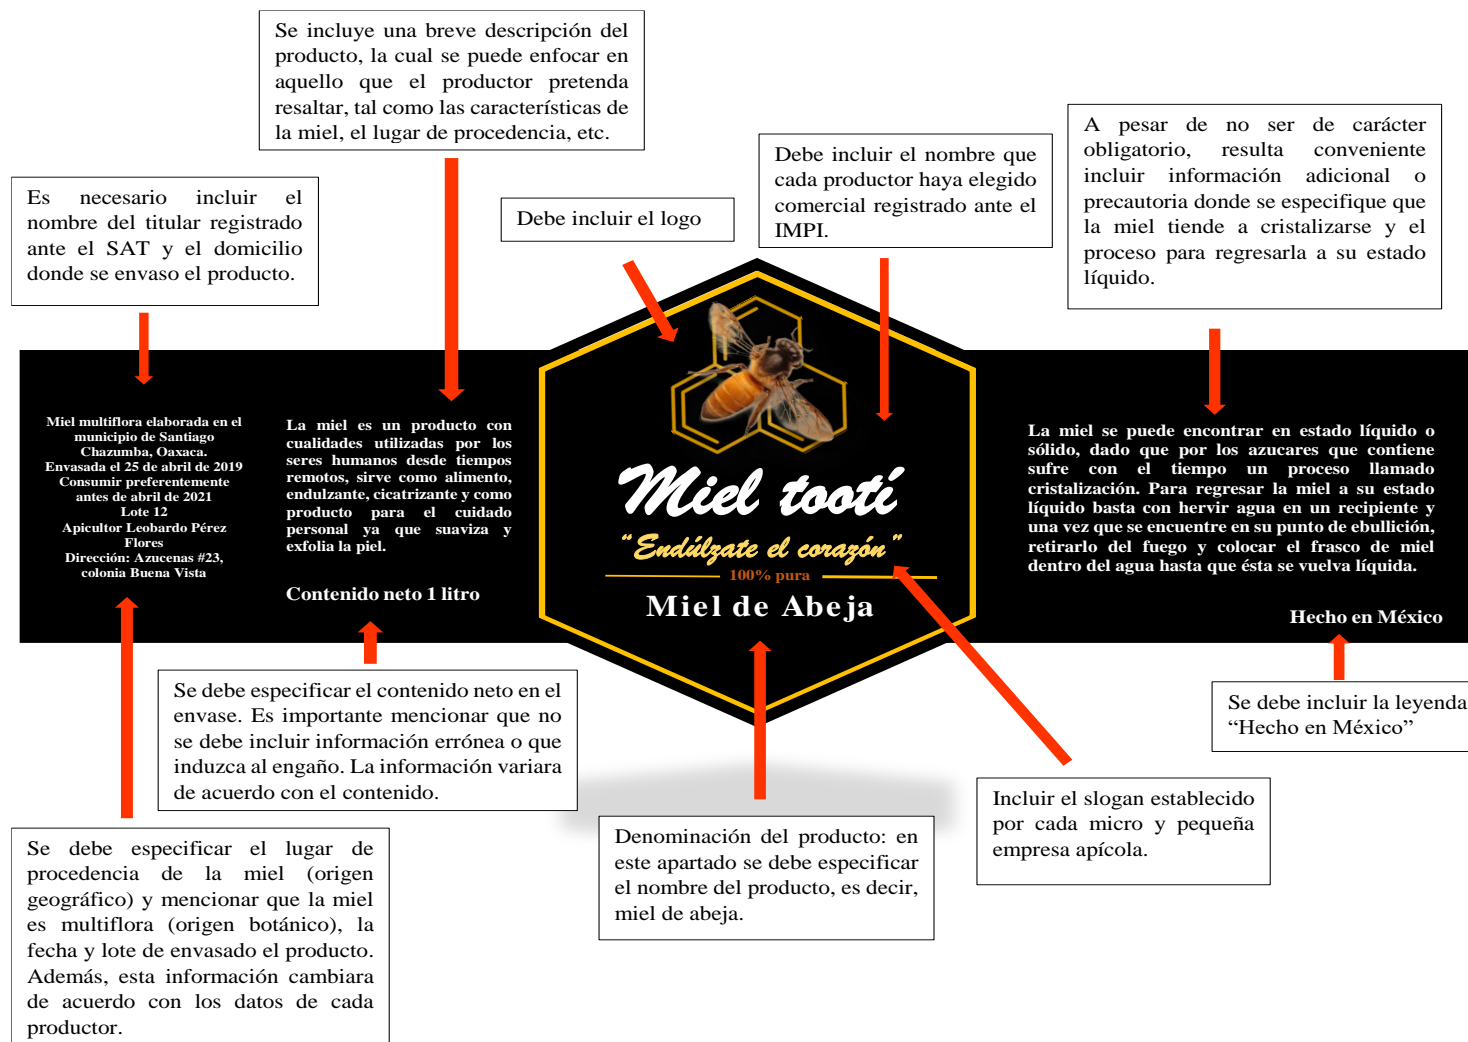 Se incluye una breve descripción del
producto, la cual se puede enfocar en
aquello que el productor pretenda
resaltar, tal como las características de
la miel, el lugar de procedencia, etc.
Es necesario incluir el
nombre del titular registrado
ante el SAT y el domicilio
donde se envaso el producto.
Debe incluir el logo
Debe incluir el nombre que
cada productor haya elegido
comercial registrado ante el
IMPI.
A pesar de no ser de carácter
obligatorio, resulta conveniente
incluir información adicional o
precautoria donde se especifique que
la miel tiende a cristalizarse y el
proceso para regresarla a su estado
líquido.
Miel multiflora elaborada en el
municipio de Santiago
Chazumba, Oaxaca.
Envasada el 25 de abril de 2019
Consumir preferentemente
antes de abril de 2021
Lote 12
Apicultor Leobardo Pérez
Flores
Dirección: Azucenas #23,
colonia Buena Vista
La miel es un producto con
cualidades utilizadas por los
seres humanos desde tiempos
remotos, sirve como alimento,
endulzante, cicatrizante y como
producto para el cuidado
personal ya que suaviza y
exfolia la piel.
Contenido neto 1 litro
Miel tootí
“Endúlzate el corazón”
100% pura
Miel de Abeja
La miel se puede encontrar en estado líquido o
sólido, dado que por los azucares que contiene
sufre con el tiempo un proceso llamado
cristalización. Para regresar la miel a su estado
líquido basta con hervir agua en un recipiente y
una vez que se encuentre en su punto de ebullición,
retirarlo del fuego y colocar el frasco de miel
dentro del agua hasta que ésta se vuelva líquida.
Hecho en México
Se debe especificar el contenido neto en el
envase. Es importante mencionar que no
se debe incluir información errónea o que
induzca al engaño. La información variara
de acuerdo con el contenido.
Se debe incluir la leyenda
“Hecho en México”
Incluir el slogan establecido
por cada micro y pequeña
empresa apícola.
Denominación del producto: en
este apartado se debe especificar
el nombre del producto, es decir,
miel de abeja.
Se debe especificar el lugar de
procedencia de la miel (origen
geográfico) y mencionar que la miel
es multiflora (origen botánico), la
fecha y lote de envasado el producto.
Además, esta información cambiara
de acuerdo con los datos de cada
productor.